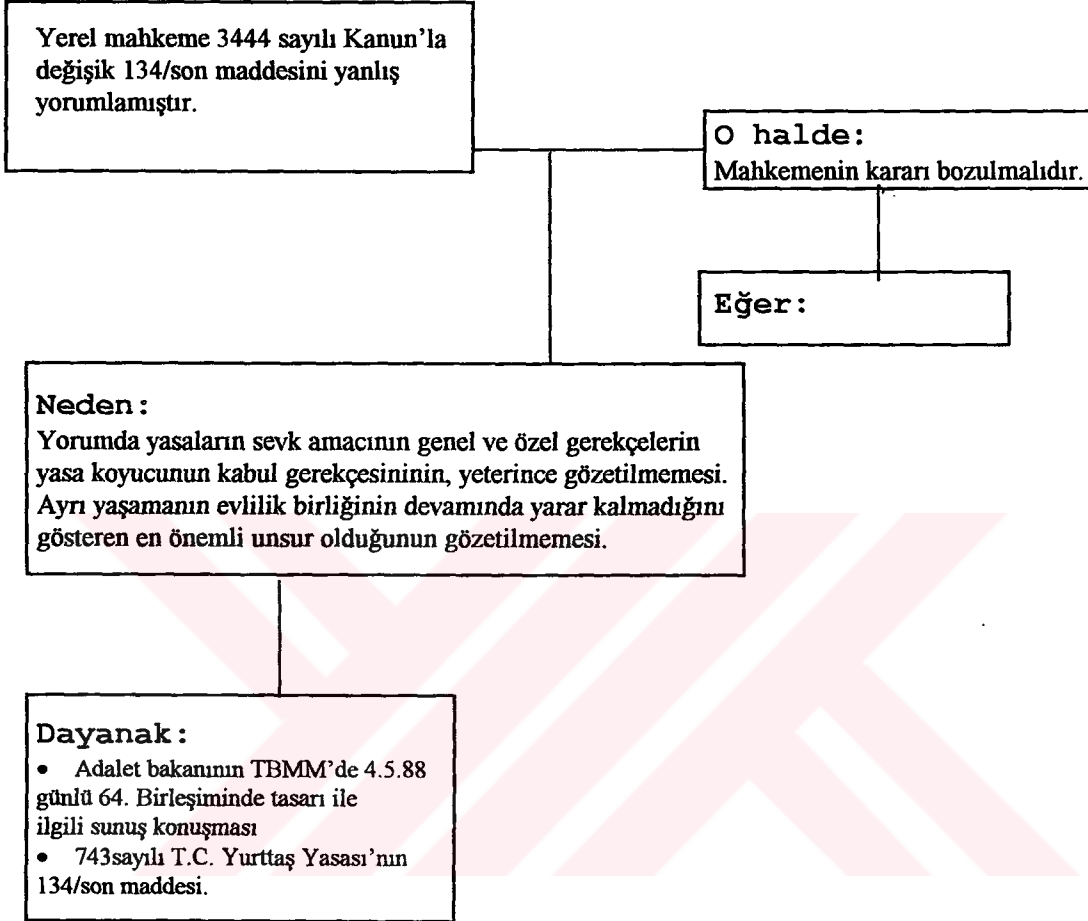 Yerel mahkeme 3444 sayılı Kanun'la
değişik 134/son maddesini yanlış
yorumlamıştır.
O halde:
Mahkemenin kararı bozulmalıdır.
Eğer:
Neden:
Yorumda yasaların sevk amacının genel ve özel gerekçelerin
yasa koyucunun kabul gerekçesininin, yeterince gözetilmemesi.
Ayrı yaşamanın evlilik birliğinin devamında yarar kalmadığını
gösteren en önemli unsur olduğunun gözetilmemesi.
Dayanak:
• Adalet bakanının TBMM'de 4.5.88
günlü 64. Birleşiminde tasarı ile
ilgili sunuş konuşması
• 743sayılı T.C. Yurttaş Yasası'nın
134/son maddesi.